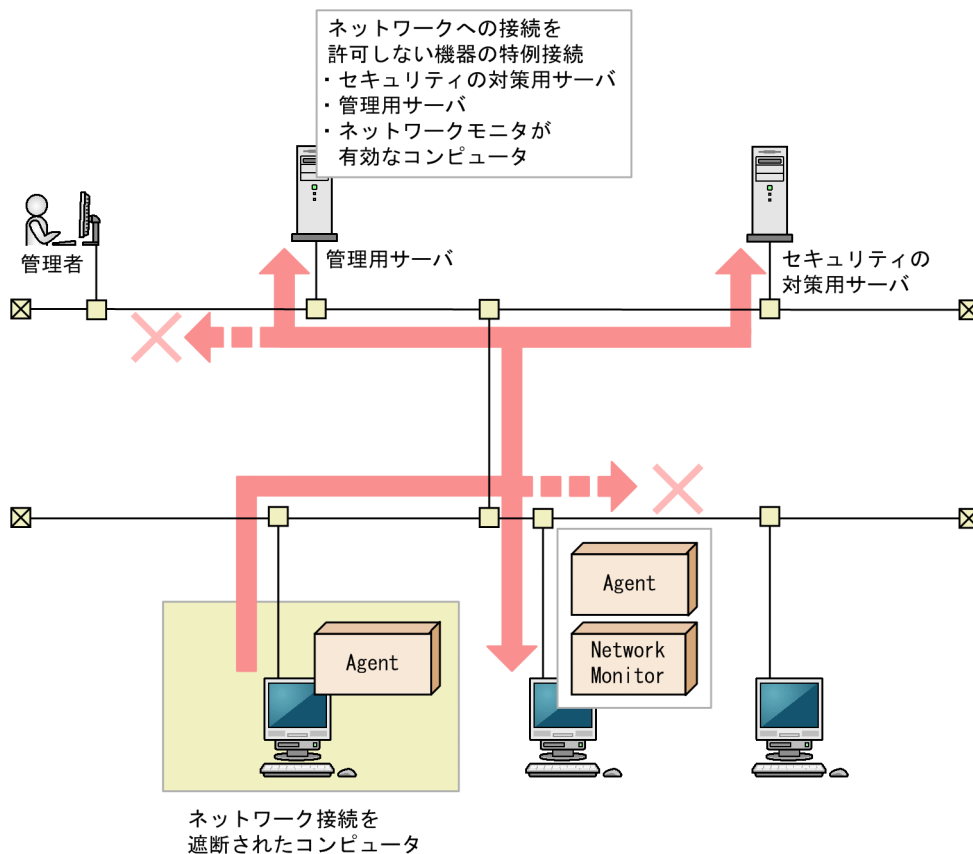 ネットワークへの接続を
許可しない機器の特例接続
・セキュリティの対策用サーバ
・管理用サーバ
・ネットワークモニタが
有効なコンピュータ
管理者
管理用サーバ
セキュリティの
対策用サーバ
Agent
Agent
Network
Monitor
ネットワーク接続を
遮断されたコンピュータ